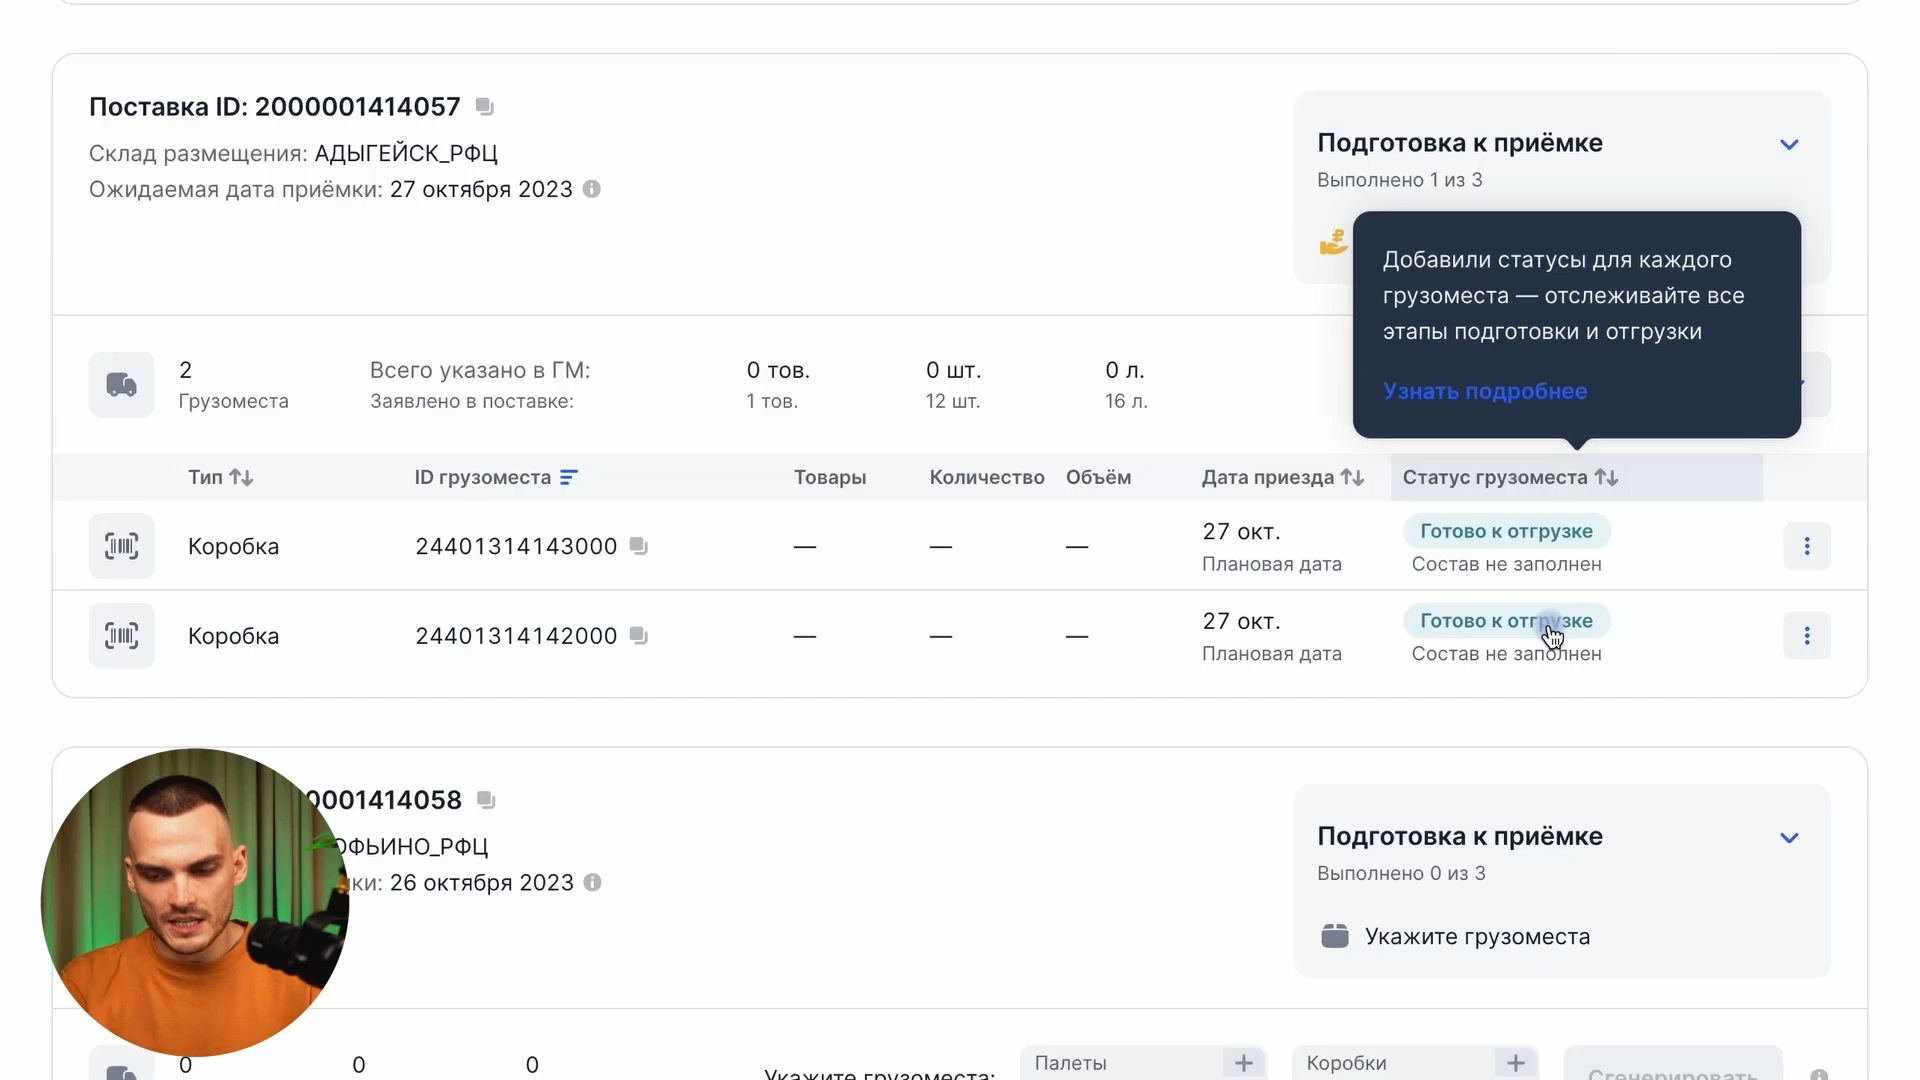 Поставка ID: 2000001414057
Склад размещения: АДЫГЕЙСК_РФЦ
Ожидаемая дата приёмки: 27 октября 2023
Подготовка к приёмке
Выполнено 1 из 3
Добавили статусы для каждого
грузоместа — отслеживайте все
этапы подготовки и отгрузки
Узнать подробнее
2
Грузоместа
Всего указано в ГМ:
Заявлено в поставке:
0 тов.
1 тов.
0 шт.
12 шт.
0 л.
16 л.
Тип
ID грузоместа
Товары
Количество
Объём
Дата приезда
Статус грузоместа
Коробка
24401314143000
—
—
—
27 окт.
Плановая дата
Готово к отгрузке
Состав не заполнен
Коробка
24401314142000
—
—
—
27 окт.
Плановая дата
Готово к отгрузке
Состав не заполнен
0001414058
ОФЬИНО_РФЦ
ки: 26 октября 2023
Подготовка к приёмке
Выполнено 0 из 3
Укажите грузоместа
0
0
0
Укажите грузоместа:
Палеты
Коробки
Сгенерировать